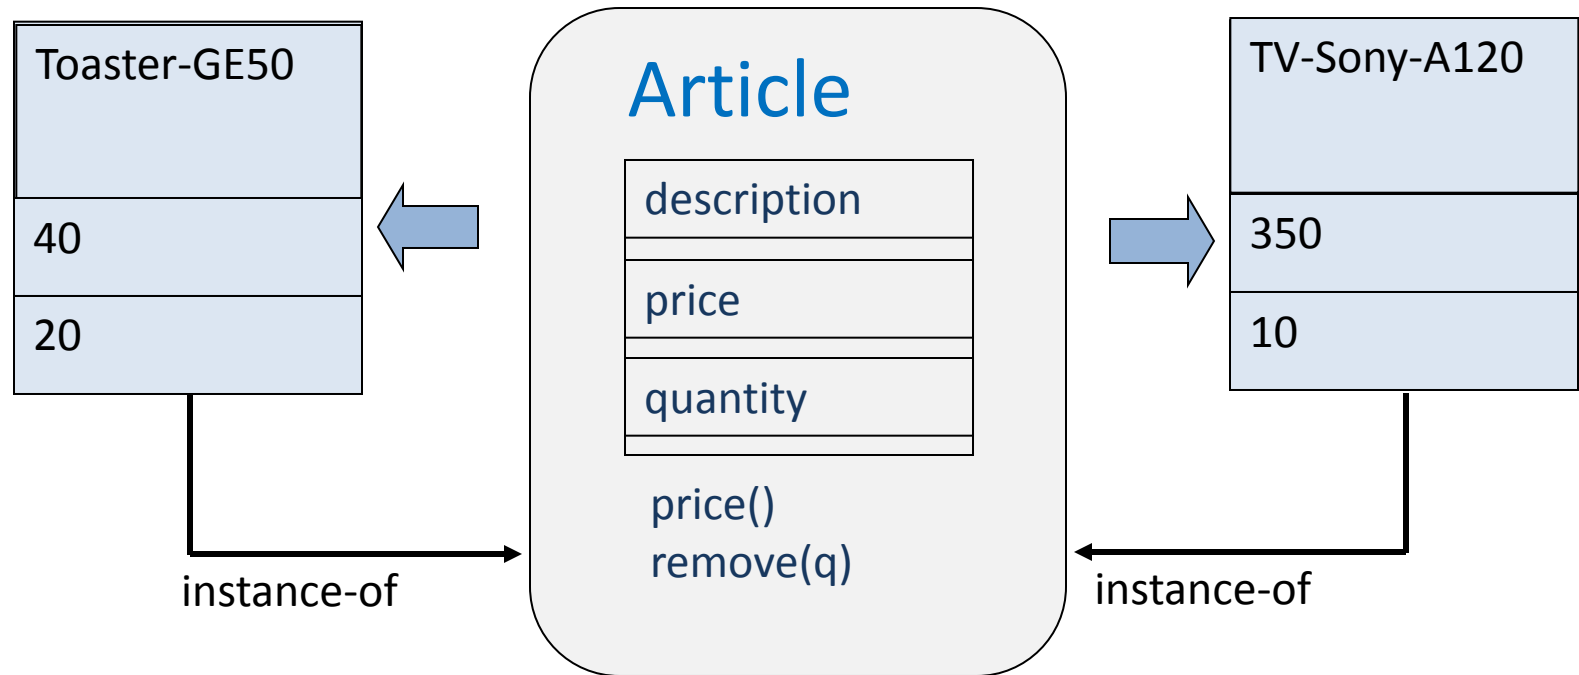 Toaster-GE50
40
20
instance-of
Article
description
price
quantity
price()
remove(q)
TV-Sony-A120
350
10
instance-of